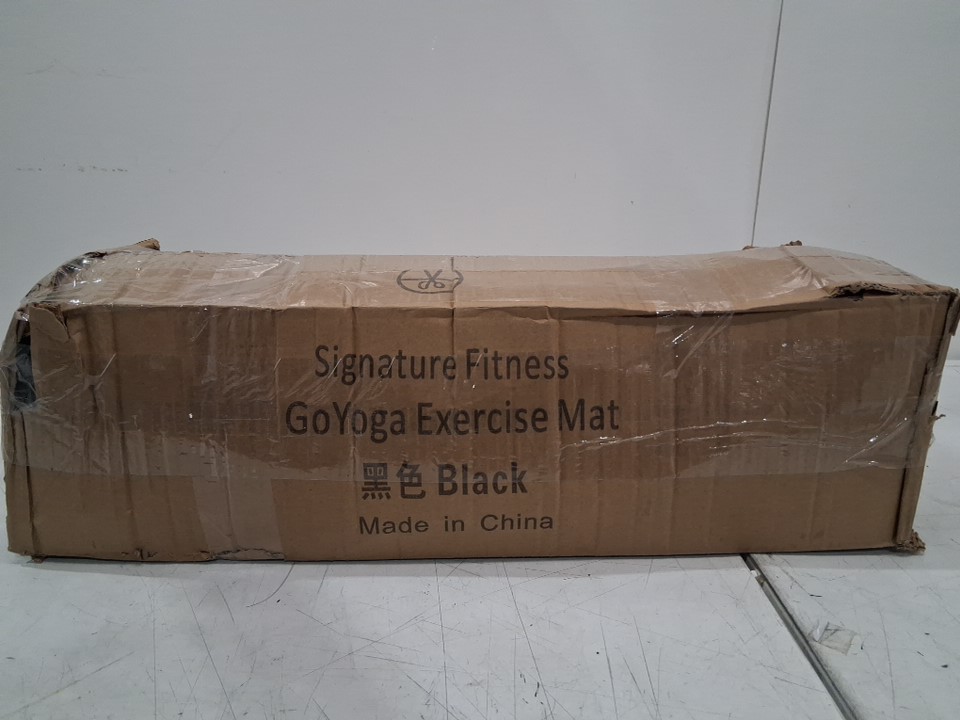 Signature Fitness
GoYoga Exercise Mat
黑色 Black
Made in China